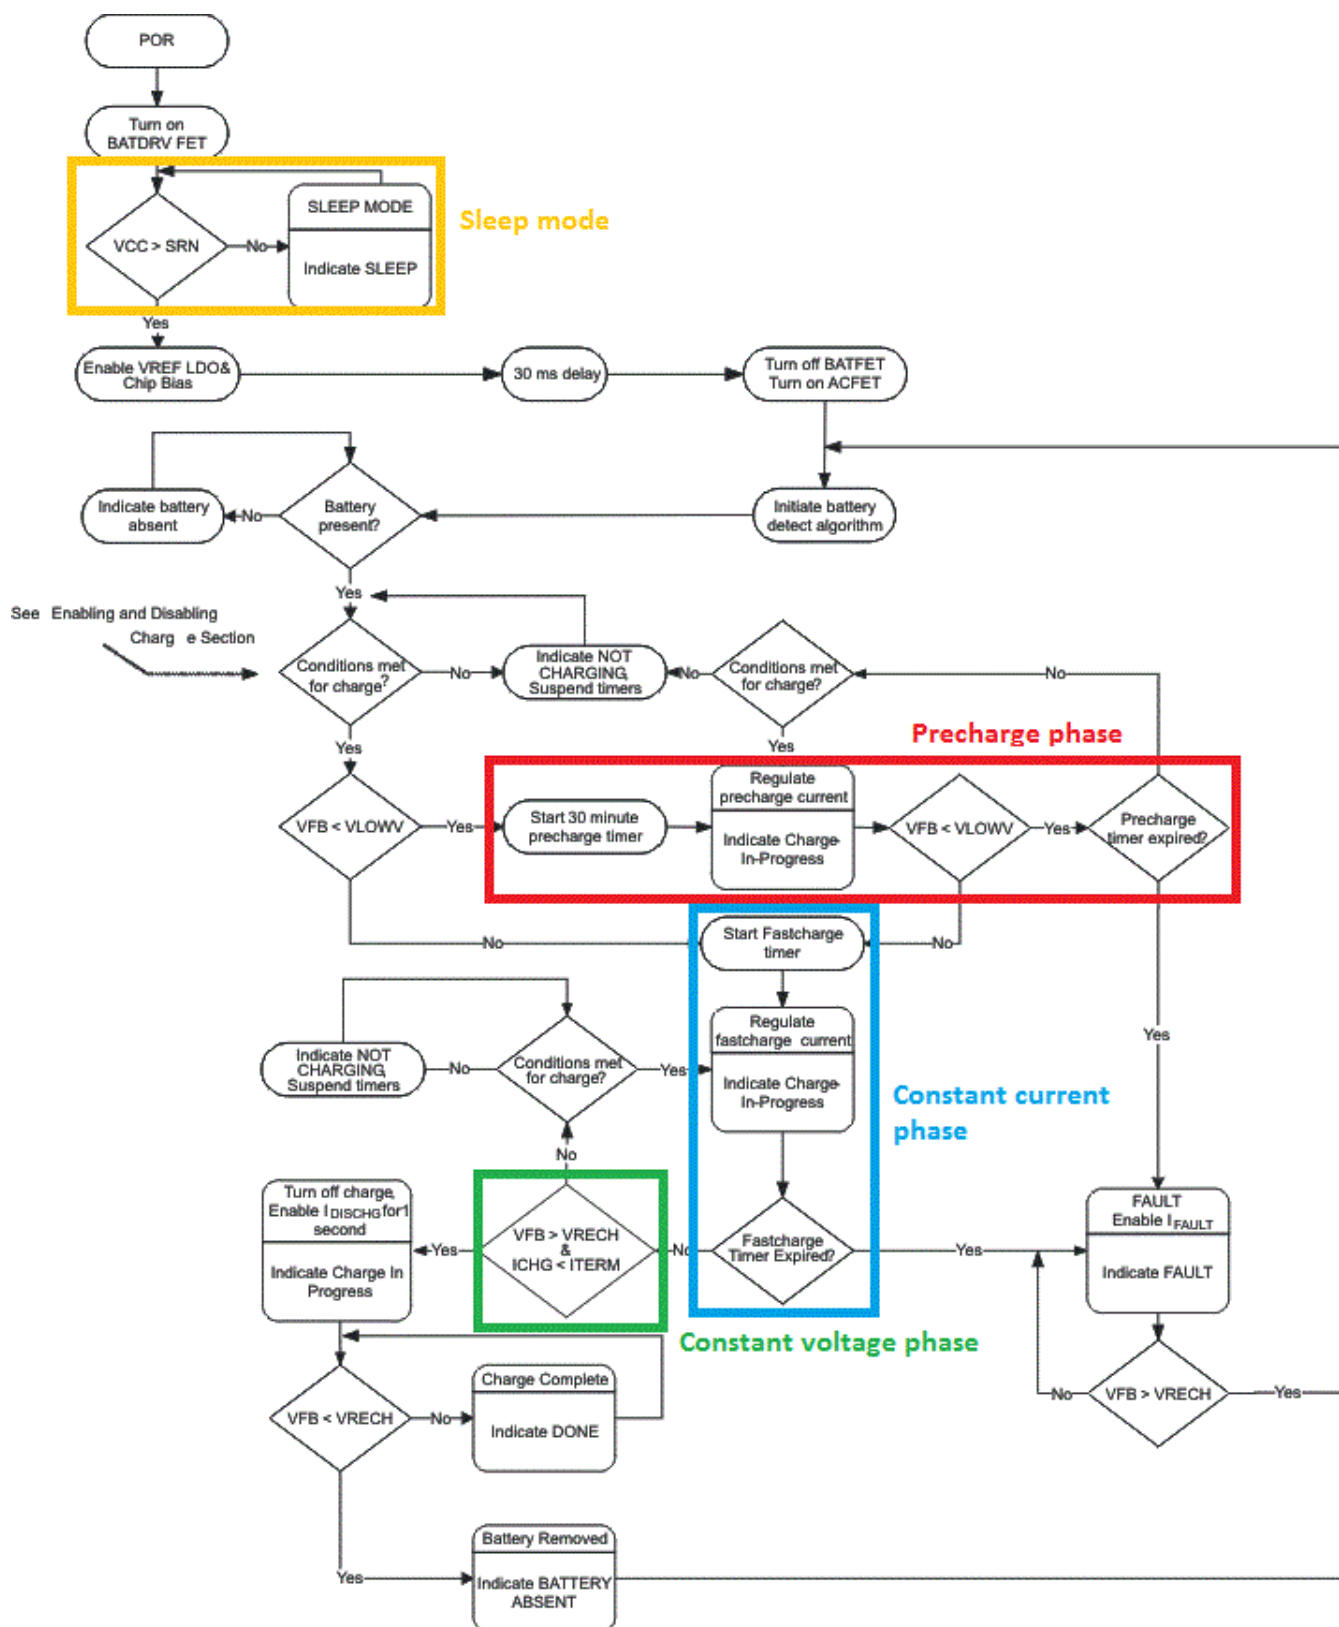 POR
Turn on
BATDRV FET
VCC > SRN
No
SLEEP MODE
Indicate SLEEP
Sleep mode
Yes
Enable VREF LDO&
Chip Bias
30 ms delay
Turn off BATFET
Turn on ACFET
Indicate battery
absent
No
Battery
present?
Initiate battery
detect algorithm
Yes
See Enabling and Disabling
Charg e Section
Conditions met
for charge?
No
Indicate NOT
CHARGING,
Suspend timers
No
Conditions met
for charge?
No
Yes
Yes
Precharge phase
VFB < VLOWV
Yes
Start 30 minute
precharge timer
Regulate
precharge current
Indicate Charge-
In-Progress
VFB < VLOWV
Yes
Precharge
timer expired?
No
Start Fastcharge
timer
No
Regulate
fastcharge current
Indicate Charge-
In-Progress
Yes
Indicate NOT
CHARGING,
Suspend timers
No
Conditions met
for charge?
Yes
Constant current
phase
No
Turn off charge,
Enable IDISCHG for1
second
Indicate Charge In
Progress
Yes
VFB > VRECH
&
ICHG < ITERM
No
Fastcharge
Timer Expired?
Yes
FAULT
Enable IFAULT
Indicate FAULT
Constant voltage phase
VFB < VRECH
No
Charge Complete
Indicate DONE
No
VFB > VRECH
Yes
Battery Removed
Yes
Indicate BATTERY
ABSENT